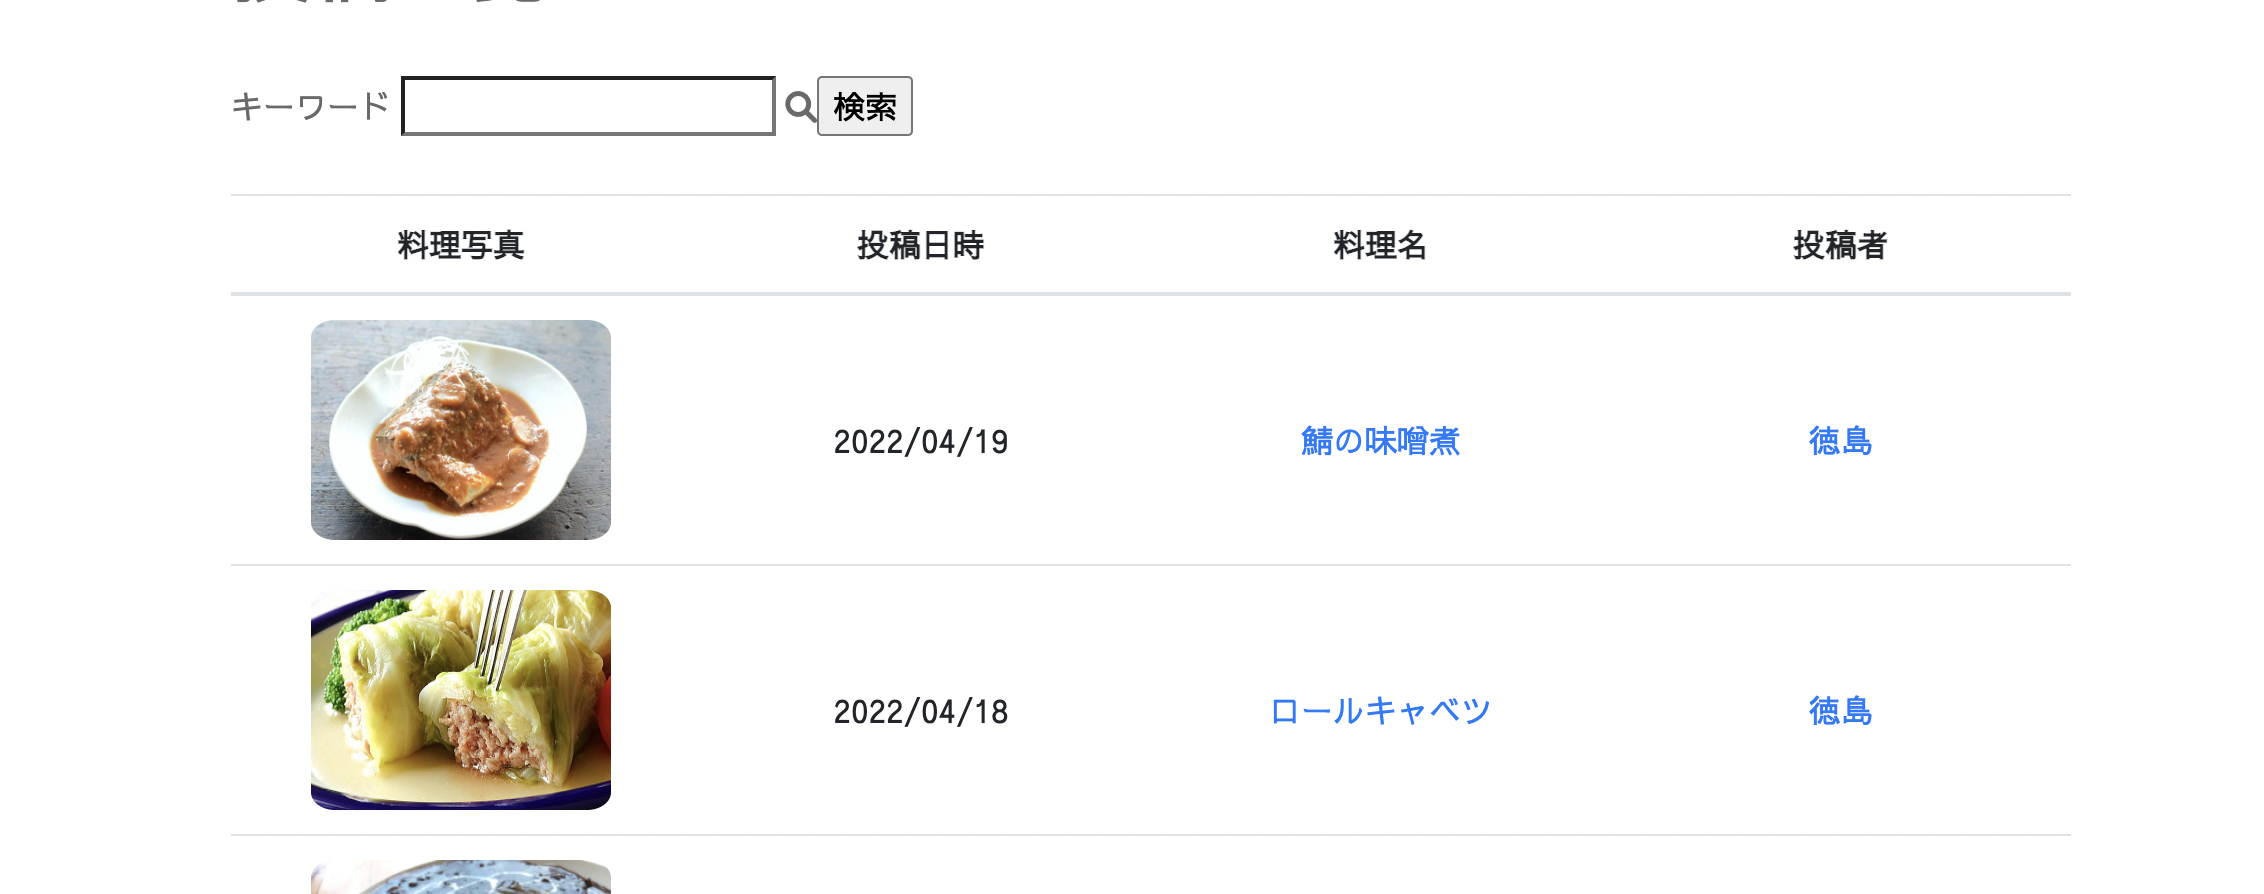 キーワード 検索
料理写真 投稿日時 料理名 投稿者
2022/04/19 鯖の味噌煮 徳島
2022/04/18 ロールキャベツ 徳島